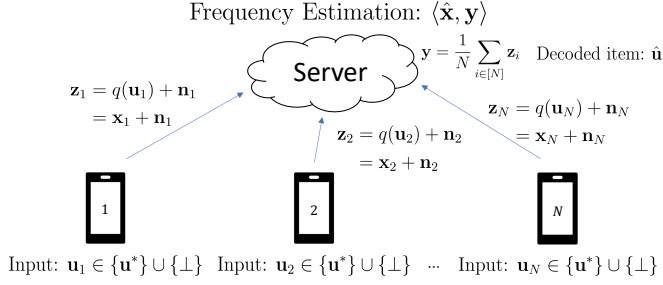 Frequency Estimation: ⟨x̂, y⟩
y = 1/N ∑_{i∈[N]} z_i Decoded item: û
Server
z_1 = q(u_1) + n_1
= x_1 + n_1
z_2 = q(u_2) + n_2
= x_2 + n_2
z_N = q(u_N) + n_N
= x_N + n_N
1
2
N
Input: u_1 ∈ {u*} ∪ {⊥} Input: u_2 ∈ {u*} ∪ {⊥} ··· Input: u_N ∈ {u*} ∪ {⊥}